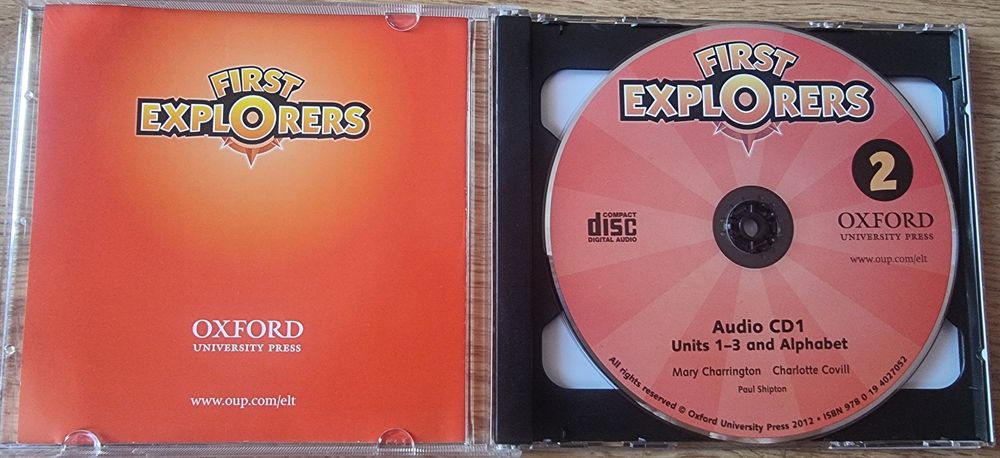 FIRST
EXPLORERS
OXFORD
UNIVERSITY PRESS
www.oup.com/elt
FIRST
EXPLORERS
2
COMPACT
disc
DIGITAL AUDIO
OXFORD
UNIVERSITY PRESS
www.oup.com/elt
Audio CD1
Units 1–3 and Alphabet
Mary Charrington Charlotte Covill
Paul Shipton
All rights reserved © Oxford University Press 2012 • ISBN 978 0 19 4027052